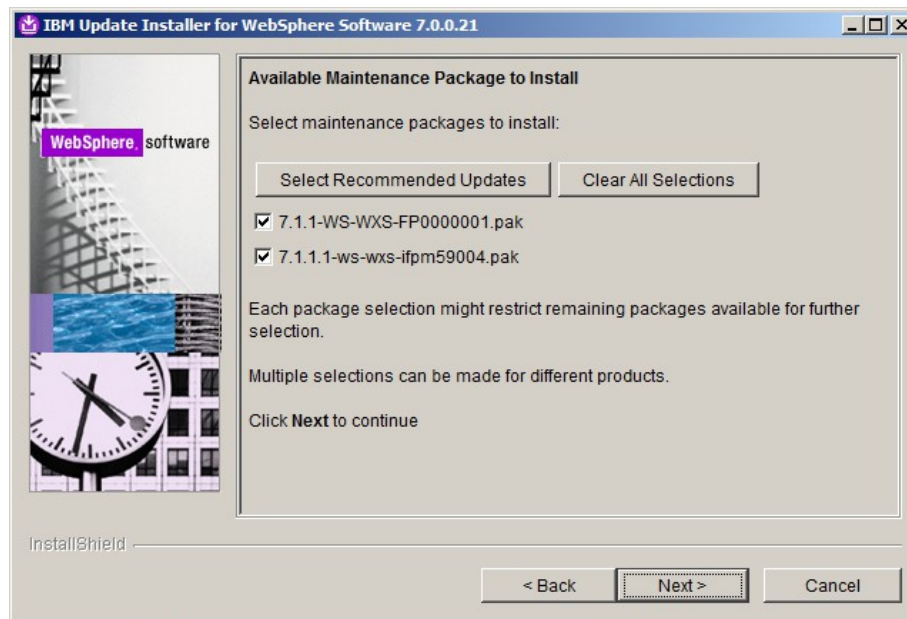 IBM Update Installer for WebSphere Software 7.0.0.21
WebSphere. software
Available Maintenance Package to Install
Select maintenance packages to install:
Select Recommended Updates
Clear All Selections
7.1.1-WS-WXS-FP0000001.pak
7.1.1.1-ws-wxs-ifpm59004.pak
Each package selection might restrict remaining packages available for further
selection.
Multiple selections can be made for different products.
Click Next to continue
InstallShield
< Back
Next >
Cancel